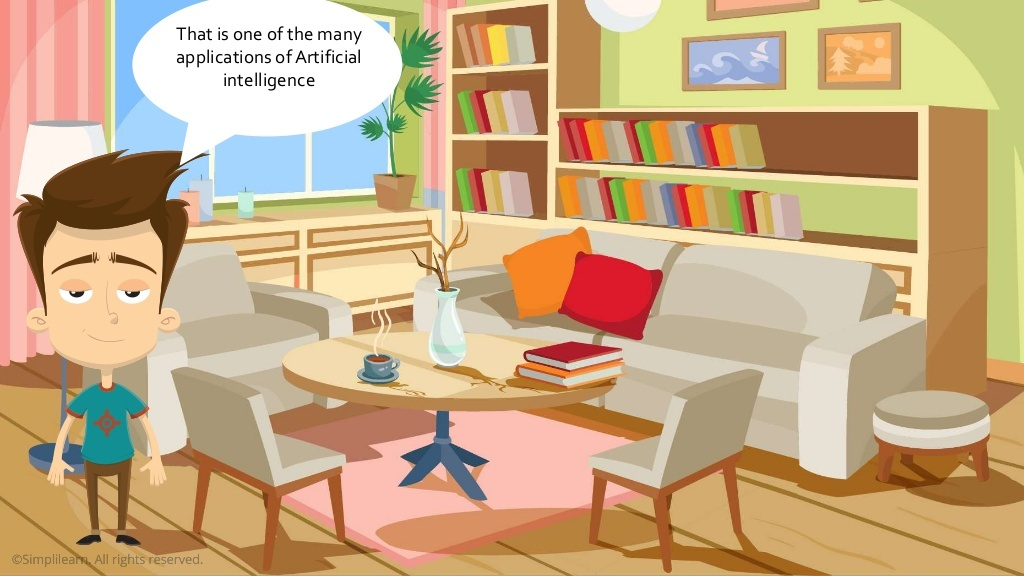 That is one of the many
applications of Artificial
intelligence
©Simplilearn. All rights reserved.